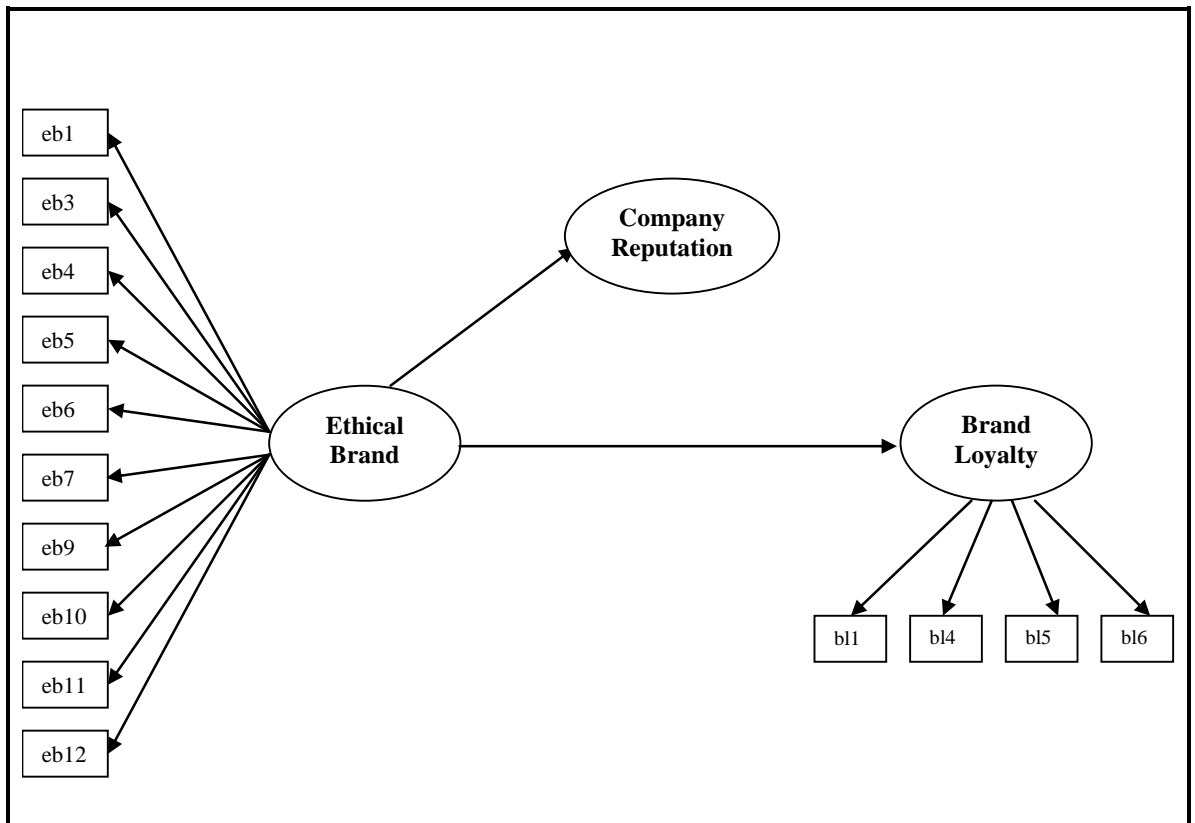 eb1
eb3
eb4
eb5
eb6
eb7
eb9
eb10
eb11
eb12
Company
Reputation
Ethical
Brand
Brand
Loyalty
bl1
bl4
bl5
bl6